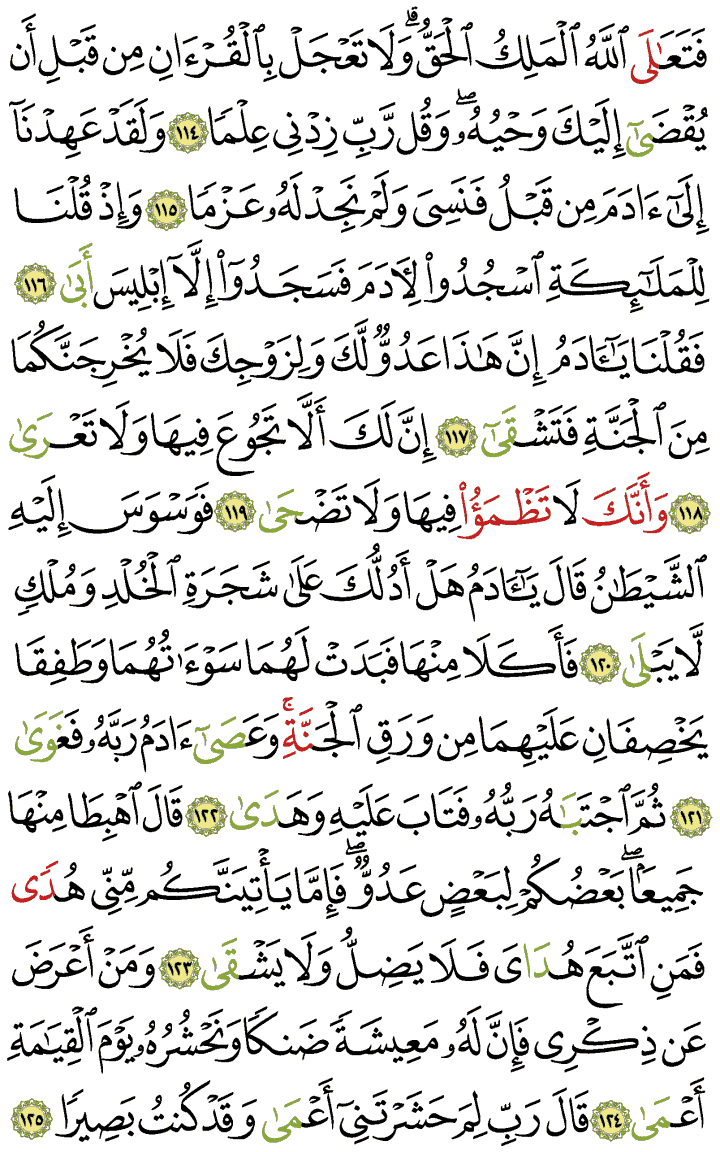 فَتَعَـٰلَى ٱللَّهُ ٱلْمَلِكُ ٱلْحَقُّ ۗ وَلَا تَعْجَلْ بِٱلْقُرْءَانِ مِن قَبْلِ أَن
يُقْضَىٰٓ إِلَيْكَ وَحْيُهُۥ ۖ وَقُل رَّبِّ زِدْنِى عِلْمًا ١١٤ وَلَقَدْ عَهِدْنَآ
إِلَىٰٓ ءَادَمَ مِن قَبْلُ فَنَسِىَ وَلَمْ نَجِدْ لَهُۥ عَزْمًا ١١٥ وَإِذْ قُلْنَا
لِلْمَلَـٰٓئِكَةِ ٱسْجُدُوا۟ لِـَٔادَمَ فَسَجَدُوٓا۟ إِلَّآ إِبْلِيسَ أَبَىٰ ١١٦
فَقُلْنَا يَـٰٓـَٔادَمُ إِنَّ هَـٰذَا عَدُوٌّ لَّكَ وَلِزَوْجِكَ فَلَا يُخْرِجَنَّكُمَا
مِنَ ٱلْجَنَّةِ فَتَشْقَىٰٓ ١١٧ إِنَّ لَكَ أَلَّا تَجُوعَ فِيهَا وَلَا تَعْرَىٰ
١١٨ وَأَنَّكَ لَا تَظْمَؤُا۟ فِيهَا وَلَا تَضْحَىٰ ١١٩ فَوَسْوَسَ إِلَيْهِ
ٱلشَّيْطَـٰنُ قَالَ يَـٰٓـَٔادَمُ هَلْ أَدُلُّكَ عَلَىٰ شَجَرَةِ ٱلْخُلْدِ وَمُلْكٍ
لَّا يَبْلَىٰ ١٢٠ فَأَكَلَا مِنْهَا فَبَدَتْ لَهُمَا سَوْءَٰتُهُمَا وَطَفِقَا
يَخْصِفَانِ عَلَيْهِمَا مِن وَرَقِ ٱلْجَنَّةِ ۚ وَعَصَىٰٓ ءَادَمُ رَبَّهُۥ فَغَوَىٰ
١٢١ ثُمَّ ٱجْتَبَـٰهُ رَبُّهُۥ فَتَابَ عَلَيْهِ وَهَدَىٰ ١٢٢ قَالَ ٱهْبِطَا مِنْهَا
جَمِيعًۢا ۖ بَعْضُكُمْ لِبَعْضٍ عَدُوٌّ ۖ فَإِمَّا يَأْتِيَنَّكُم مِّنِّى هُدًى
فَمَنِ ٱتَّبَعَ هُدَاىَ فَلَا يَضِلُّ وَلَا يَشْقَىٰ ١٢٣ وَمَنْ أَعْرَضَ
عَن ذِكْرِى فَإِنَّ لَهُۥ مَعِيشَةً ضَنكًا وَنَحْشُرُهُۥ يَوْمَ ٱلْقِيَـٰمَةِ
أَعْمَىٰ ١٢٤ قَالَ رَبِّ لِمَ حَشَرْتَنِىٓ أَعْمَىٰ وَقَدْ كُنتُ بَصِيرًا ١٢٥